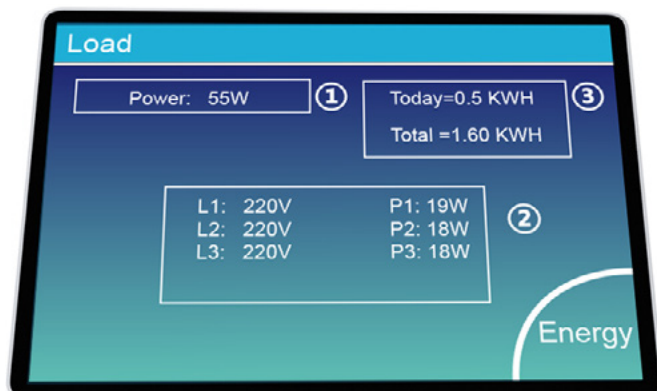 Load
Power: 55W ①
Today=0.5 KWH ③
Total =1.60 KWH
L1: 220V P1: 19W
L2: 220V P2: 18W ②
L3: 220V P3: 18W
Energy